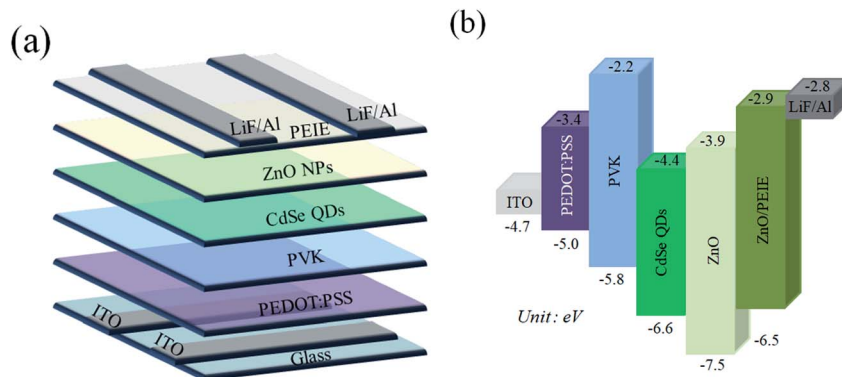 (a)
LiF/Al
LiF/Al
PEIE
ZnO NPs
CdSe QDs
PVK
PEDOT:PSS
ITO
ITO
Glass
(b)
-2.2
-2.8
-2.9
LiF/Al
-3.4
-3.9
-4.4
PEDOT:PSS
PVK
CdSe QDs
ZnO
ZnO/PEIE
ITO
-4.7
-5.0
-5.8
Unit: eV
-6.6
-6.5
-7.5